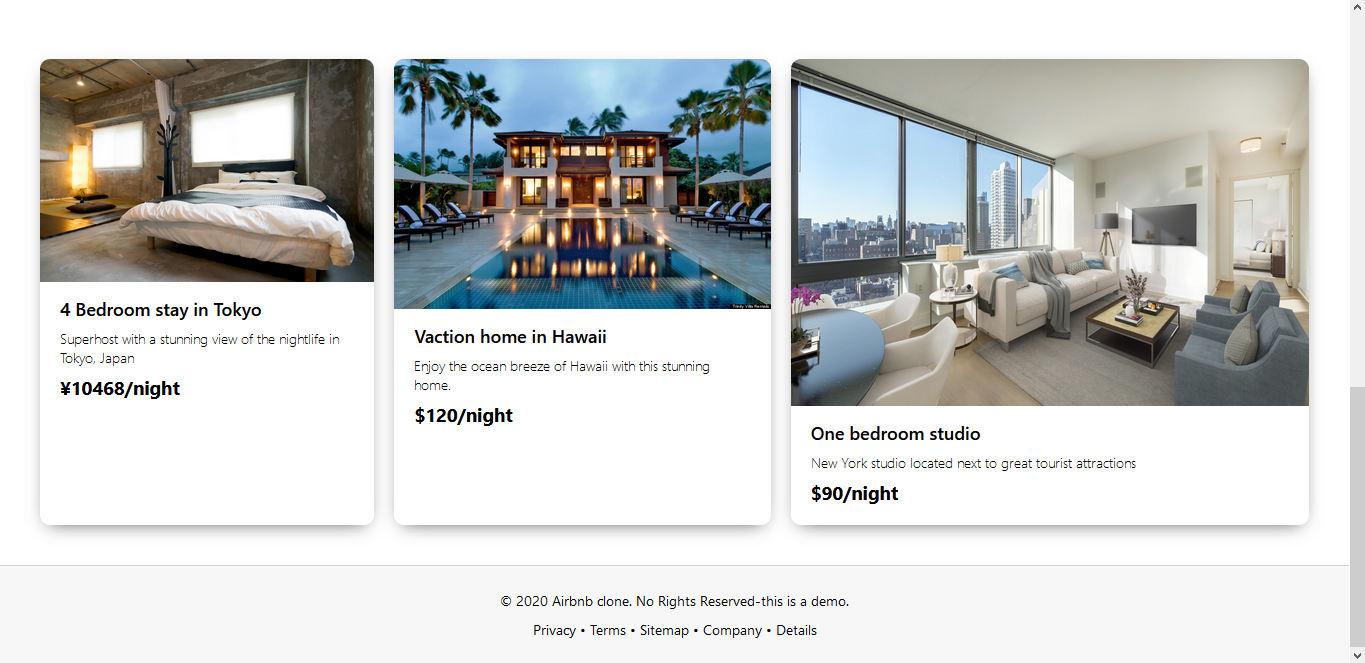 4 Bedroom stay in Tokyo
Superhost with a stunning view of the nightlife in
Tokyo, Japan
¥10468/night
Trinity Villa Rentals
Vaction home in Hawaii
Enjoy the ocean breeze of Hawaii with this stunning
home.
$120/night
One bedroom studio
New York studio located next to great tourist attractions
$90/night
© 2020 Airbnb clone. No Rights Reserved-this is a demo.
Privacy • Terms • Sitemap • Company • Details